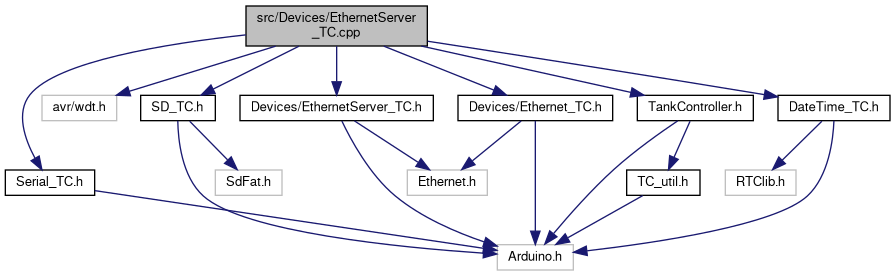 src/Devices/EthernetServer
_TC.cpp
avr/wdt.h
SD_TC.h
Devices/EthernetServer_TC.h
Devices/Ethernet_TC.h
TankController.h
DateTime_TC.h
Serial_TC.h
SdFat.h
Ethernet.h
TC_util.h
RTClib.h
Arduino.h